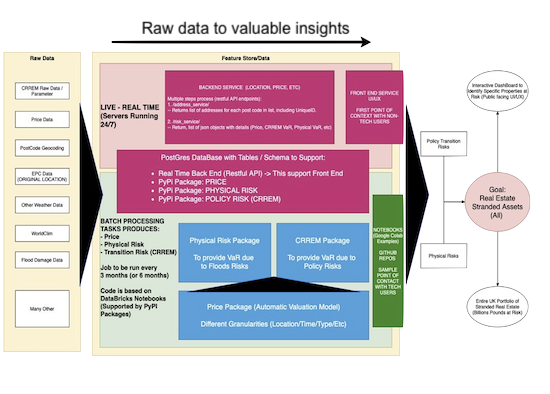 Raw data to valuable insights
Raw Data
CRREM Raw Data /
Parameter
Price Data
PostCode Geocoding
EPC Data
(ORIGINAL LOCATION)
Other Weather Data
WorldClim
Flood Damage Data
Many Other
Feature Store/Data
LIVE - REAL TIME
(Servers Running
24/7)
BACKEND SERVICE (LOCATION, PRICE, ETC)
Multiple steps process (restful API endpoints):
1. /address_service/
-- Returns list of addresses for each post code in list, including UniqueID.
2. /risk_service/
-- Return, list of json objects with details (Price, CRREM VaR, Physical VaR, etc)
FRONT END SERVICE
UI/UX
FIRST POINT OF
CONTACT WITH NON-
TECH USERS
PostGres DataBase with Tables / Schema to Support:
• Real Time Back End (Restful API) -> This support Front End
• PyPi Package: PRICE
• PyPi Package: PHYSICAL RISK
• PyPi Package: POLICY RISK (CRREM)
BATCH PROCESSING
TASKS PRODUCES:
- Price
- Physical Risk
- Transition Risk (CRREM)
Job to be run every
3 months (or 6 months)
Code is based on
DataBricks Notebooks
(Supported by PyPi
Packages)
Physical Risk Package
To provide VaR due to
Floods Risks
CRREM Package
To provide VaR due to
Policy Risks
Price Package (Automatic Valuation Model)
Different Granularities (Location/Time/Type/Etc)
NOTEBOOKS
(Google Colab
Examples)
GITHUB
REPOS
SAMPLE
POINT OF
CONTACT
WITH TECH
USERS
Policy Transition
Risks
Physical Risks
Interactive DashBoard to
Identify Specific Properties at
Risk (Public facing UI/UX)
Goal:
Real Estate
Stranded Assets
(All)
Entire UK Portfolio of
Stranded Real Estate
(Billions Pounds at Risk)